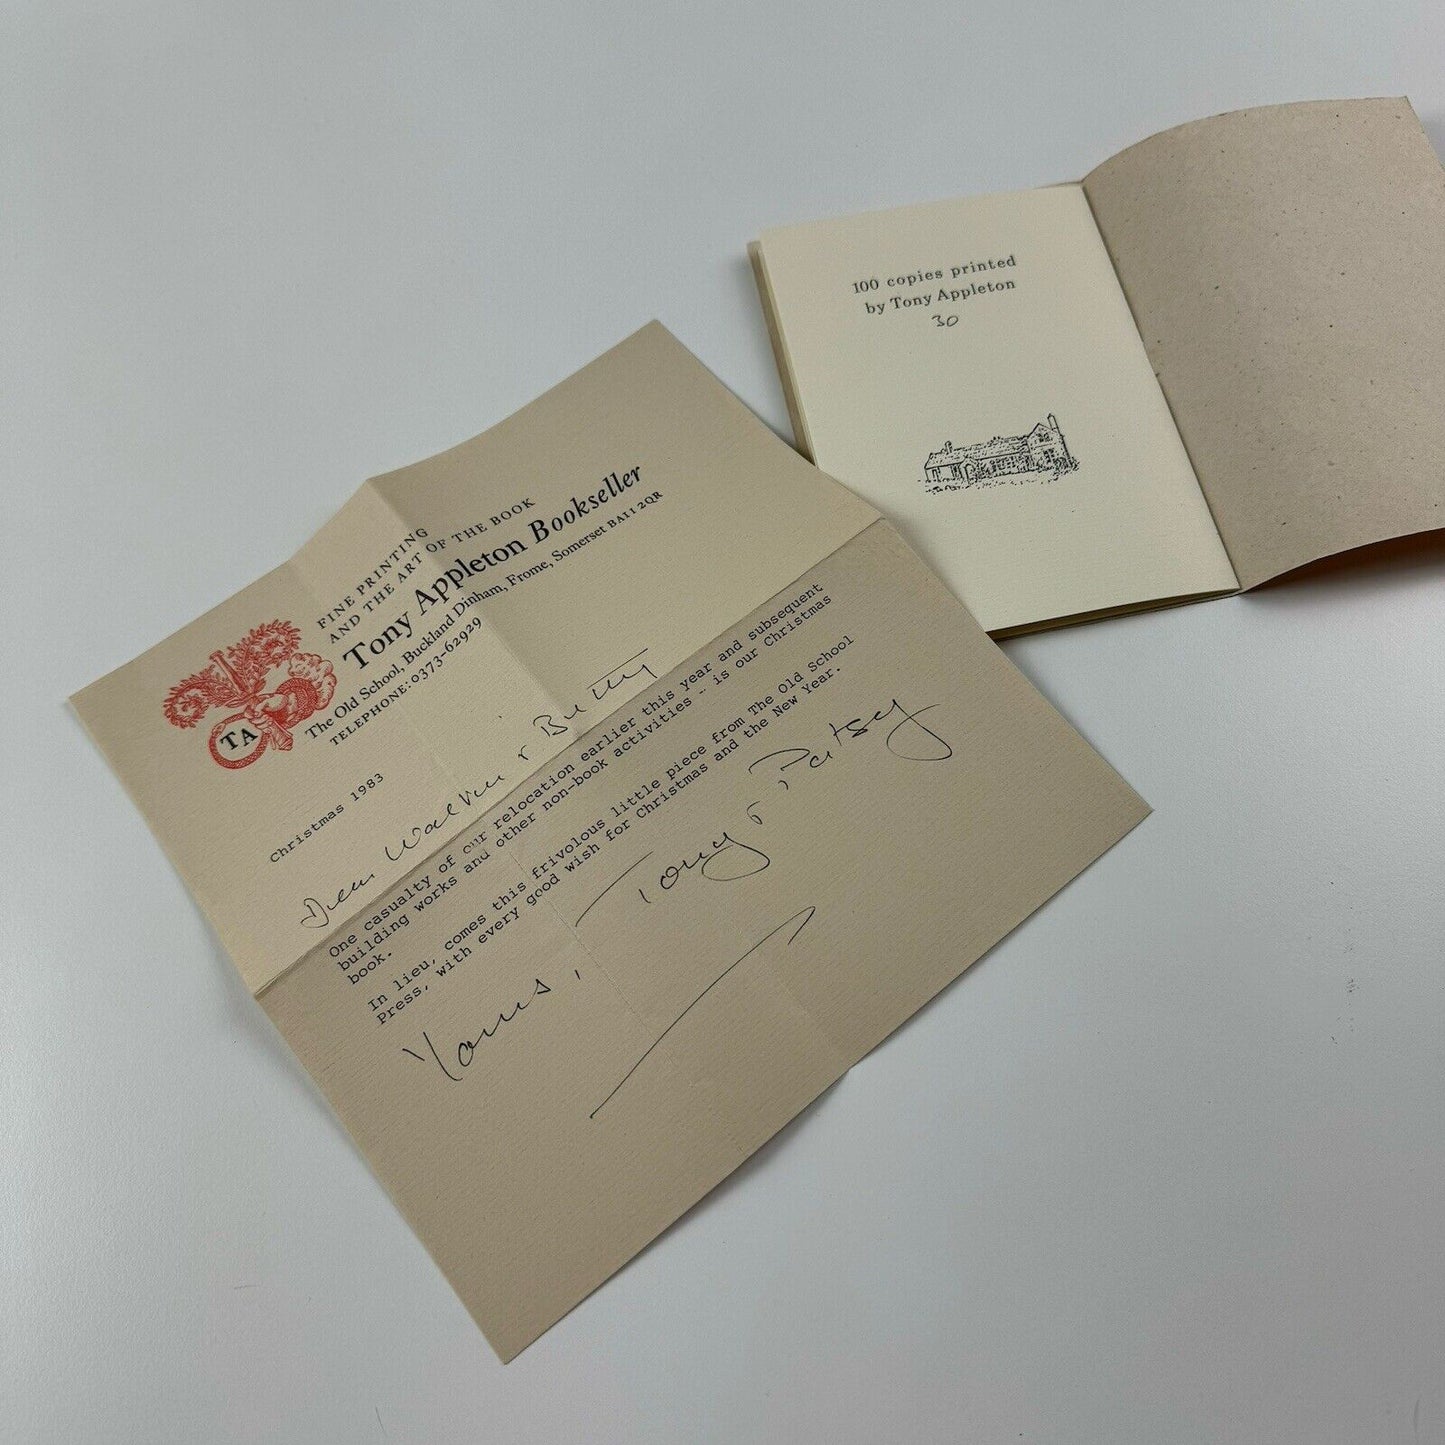 FINE PRINTING
AND THE ART OF THE BOOK
Tony Appleton Bookseller
The Old School, Buckland Dinham, Frome, Somerset BA11 2QR
TELEPHONE: 0373-62929
TA
Christmas 1983
Dear Walter & Betty
One casualty of our relocation earlier this year and subsequent
building works and other non-book activities - is our Christmas
book.
In lieu, comes this frivolous little piece from The Old School
Press, with every good wish for Christmas and the New Year.
Yours,
Tony & Patsy
100 copies printed
by Tony Appleton
30